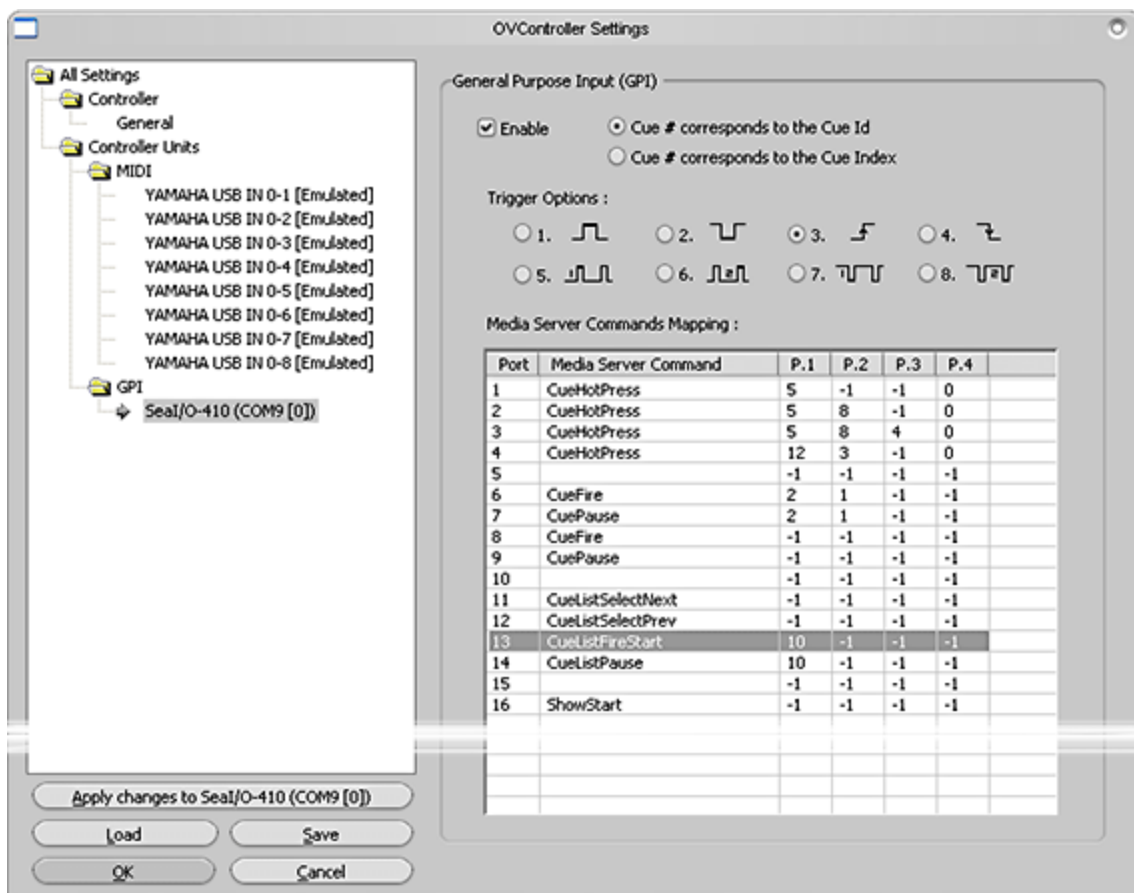 OVController Settings
All Settings
Controller
General
Controller Units
MIDI
YAMAHA USB IN 0-1 [Emulated]
YAMAHA USB IN 0-2 [Emulated]
YAMAHA USB IN 0-3 [Emulated]
YAMAHA USB IN 0-4 [Emulated]
YAMAHA USB IN 0-5 [Emulated]
YAMAHA USB IN 0-6 [Emulated]
YAMAHA USB IN 0-7 [Emulated]
YAMAHA USB IN 0-8 [Emulated]
GPI
SeaI/O-410 (COM9 [0])
Apply changes to SeaI/O-410 (COM9 [0])
Load Save
OK Cancel
General Purpose Input (GPI)
Enable Cue # corresponds to the Cue Id
Cue # corresponds to the Cue Index
Trigger Options :
1. 2. 3. 4.
5. 1 6. 2 7. 1 8. 2
Media Server Commands Mapping :
Port Media Server Command P.1 P.2 P.3 P.4
1 CueHotPress 5 -1 -1 0
2 CueHotPress 5 8 -1 0
3 CueHotPress 5 8 4 0
4 CueHotPress 12 3 -1 0
5 -1 -1 -1 -1
6 CueFire 2 1 -1 -1
7 CuePause 2 1 -1 -1
8 CueFire -1 -1 -1 -1
9 CuePause -1 -1 -1 -1
10 -1 -1 -1 -1
11 CueListSelectNext -1 -1 -1 -1
12 CueListSelectPrev -1 -1 -1 -1
13 CueListFireStart 10 -1 -1 -1
14 CueListPause 10 -1 -1 -1
15 -1 -1 -1 -1
16 ShowStart -1 -1 -1 -1